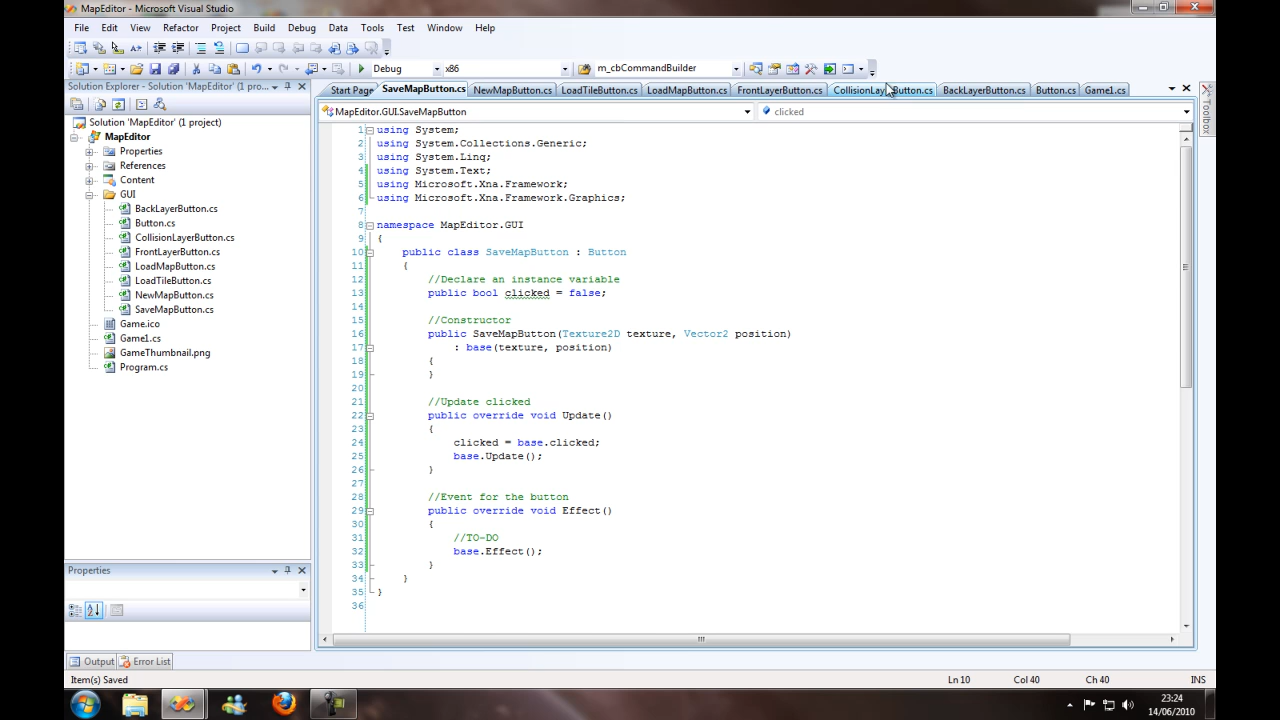 MapEditor - Microsoft Visual Studio
File Edit View Refactor Project Build Debug Data Tools Test Window Help
Debug x86 m_cbCommandBuilder
Solution Explorer - Solution 'MapEditor' (1 pro...
Start Page SaveMapButton.cs NewMapButton.cs LoadTileButton.cs LoadMapButton.cs FrontLayerButton.cs CollisionLayerButton.cs BackLayerButton.cs Button.cs Game1.cs
MapEditor.GUI.SaveMapButton clicked
Toolbox
Solution 'MapEditor' (1 project)
MapEditor
Properties
References
Content
GUI
BackLayerButton.cs
Button.cs
CollisionLayerButton.cs
FrontLayerButton.cs
LoadMapButton.cs
LoadTileButton.cs
NewMapButton.cs
SaveMapButton.cs
Game.ico
Game1.cs
GameThumbnail.png
Program.cs
1 using System;
2 using System.Collections.Generic;
3 using System.Linq;
4 using System.Text;
5 using Microsoft.Xna.Framework;
6 using Microsoft.Xna.Framework.Graphics;
7
8 namespace MapEditor.GUI
9 {
10 public class SaveMapButton : Button
11 {
12 //Declare an instance variable
13 public bool clicked = false;
14
15 //Constructor
16 public SaveMapButton(Texture2D texture, Vector2 position)
17 : base(texture, position)
18 {
19 }
20
21 //Update clicked
22 public override void Update()
23 {
24 clicked = base.clicked;
25 base.Update();
26 }
27
28 //Event for the button
29 public override void Effect()
30 {
31 //TO-DO
32 base.Effect();
33 }
34 }
35 }
36
Properties
Output Error List
Item(s) Saved Ln 10 Col 40 Ch 40 INS
23:24
14/06/2010